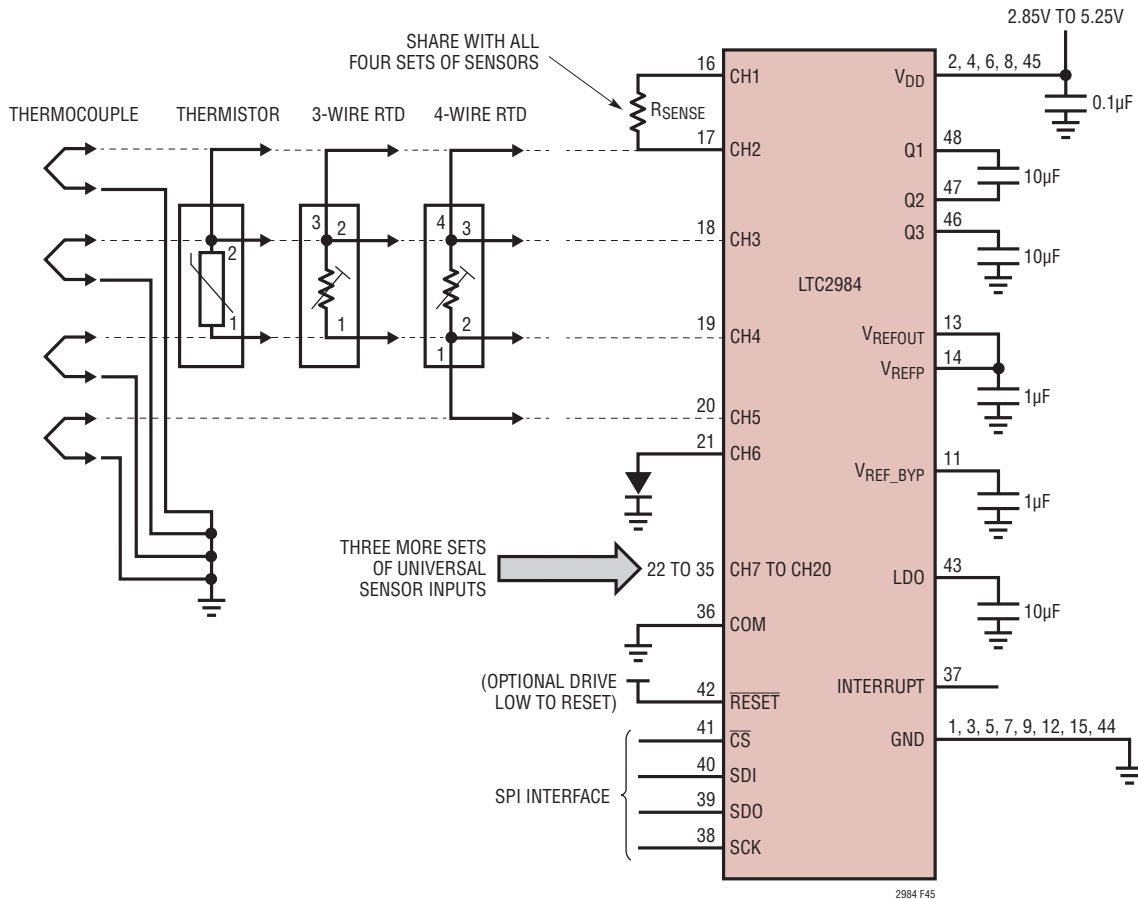 2.85V TO 5.25V
SHARE WITH ALL
FOUR SETS OF SENSORS
16
CH1
VDD
2, 4, 6, 8, 45
0.1µF
RSENSE
THERMOCOUPLE
THERMISTOR
3-WIRE RTD
4-WIRE RTD
17
CH2
Q1
48
10µF
Q2
47
3 2
4 3
2
18
CH3
Q3
46
10µF
LTC2984
1
1
2
1
19
CH4
VREFOUT
13
VREFP
14
1µF
20
CH5
21
CH6
VREF_BYP
11
1µF
THREE MORE SETS
OF UNIVERSAL
SENSOR INPUTS
22 TO 35
CH7 TO CH20
LDO
43
10µF
36
COM
(OPTIONAL DRIVE
LOW TO RESET)
42
RESET
INTERRUPT
37
SPI INTERFACE
41
CS
GND
1, 3, 5, 7, 9, 12, 15, 44
40
SDI
39
SDO
38
SCK
2984 F45